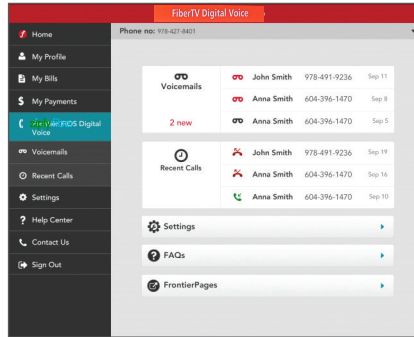 FiberTV Digital Voice
Phone no: 978-427-8401
Home
My Profile
My Bills
My Payments
Digital
Voice
Voicemails
Recent Calls
Settings
Help Center
Contact Us
Sign Out
Voicemails
2 new
John Smith 978-491-9236 Sep 11
Anna Smith 604-396-1470 Sep 8
Anna Smith 604-396-1470 Sep 5
Recent Calls
John Smith 978-491-9236 Sep 19
Anna Smith 604-396-1470 Sep 16
Anna Smith 604-396-1470 Sep 10
Settings
FAQs
FrontierPages